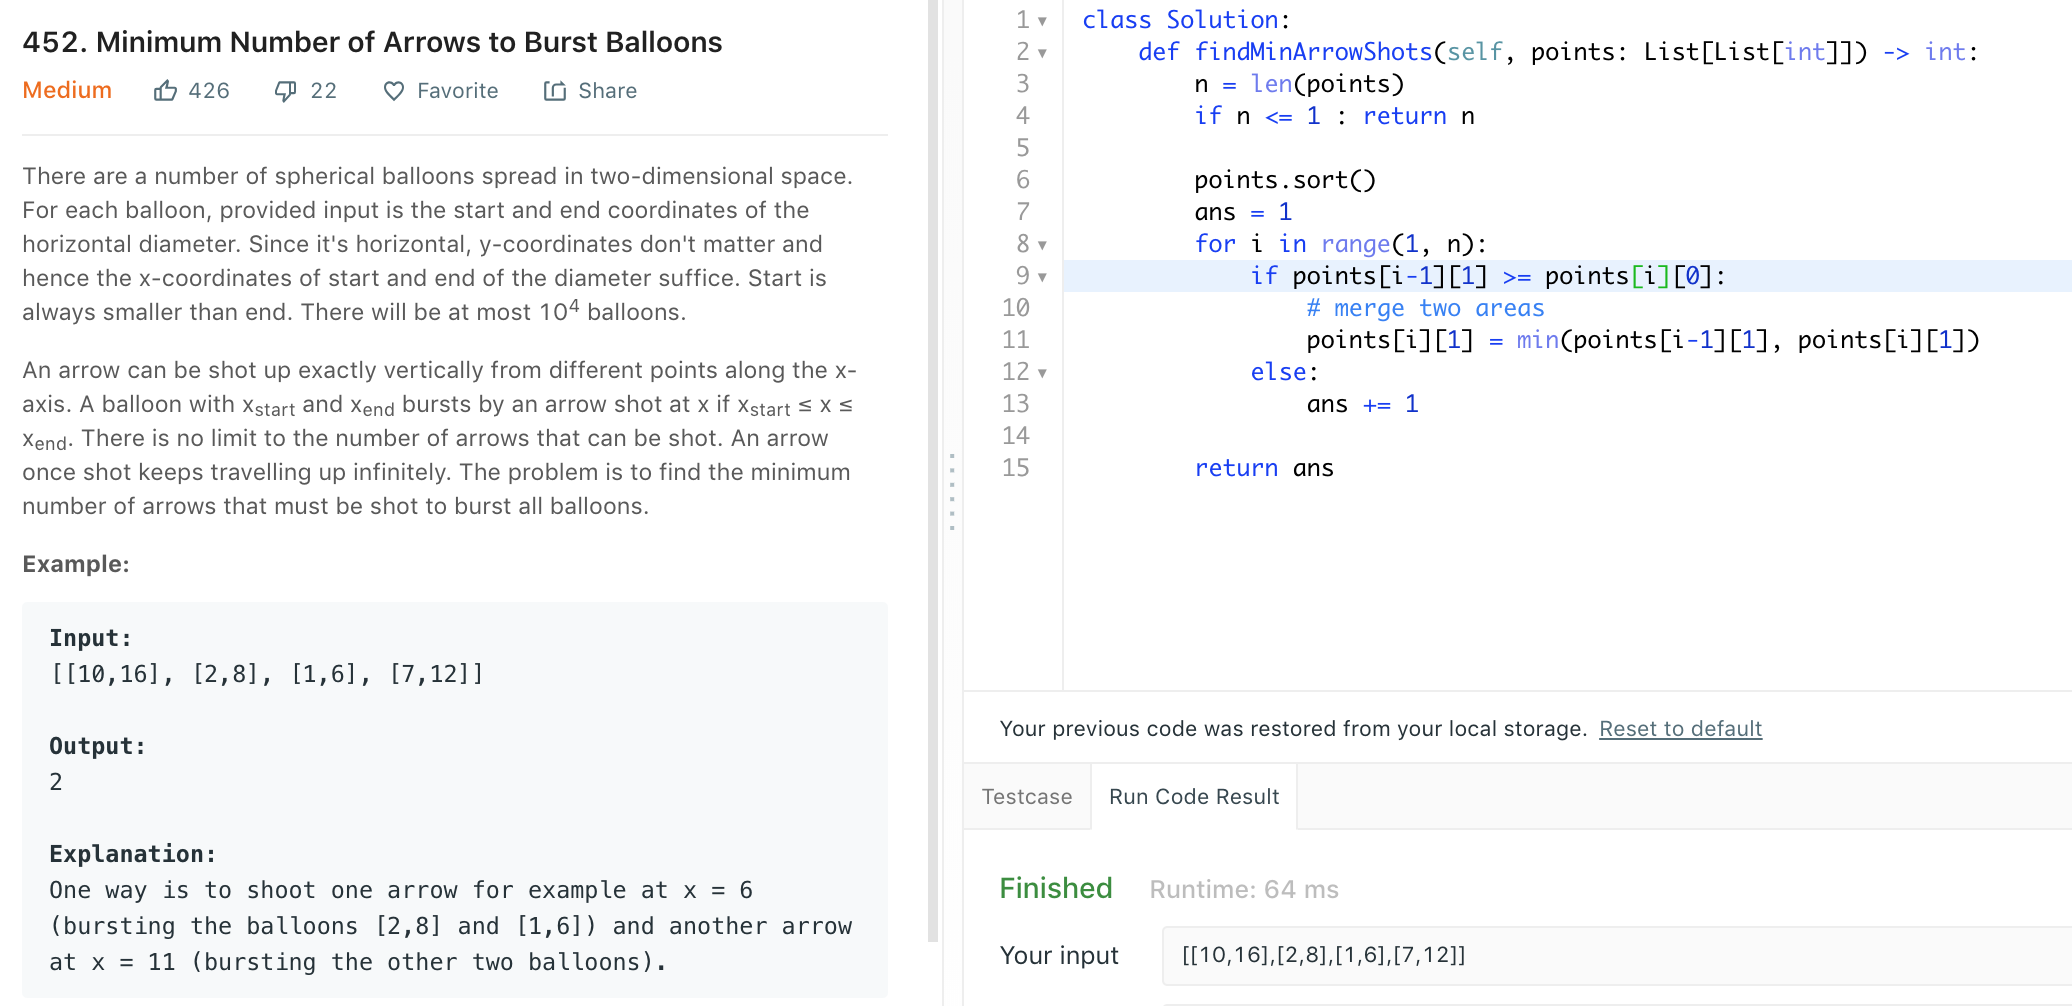 452. Minimum Number of Arrows to Burst Balloons
Medium 426 22 Favorite Share
There are a number of spherical balloons spread in two-dimensional space.
For each balloon, provided input is the start and end coordinates of the
horizontal diameter. Since it's horizontal, y-coordinates don't matter and
hence the x-coordinates of start and end of the diameter suffice. Start is
always smaller than end. There will be at most 10⁴ balloons.
An arrow can be shot up exactly vertically from different points along the x-
axis. A balloon with xstart and xend bursts by an arrow shot at x if xstart ≤ x ≤
xend. There is no limit to the number of arrows that can be shot. An arrow
once shot keeps travelling up infinitely. The problem is to find the minimum
number of arrows that must be shot to burst all balloons.
Example:
Input:
[[10,16], [2,8], [1,6], [7,12]]
Output:
2
Explanation:
One way is to shoot one arrow for example at x = 6
(bursting the balloons [2,8] and [1,6]) and another arrow
at x = 11 (bursting the other two balloons).
1 class Solution:
2     def findMinArrowShots(self, points: List[List[int]]) -> int:
3         n = len(points)
4         if n <= 1 : return n
5
6         points.sort()
7         ans = 1
8         for i in range(1, n):
9             if points[i-1][1] >= points[i][0]:
10                 # merge two areas
11                 points[i][1] = min(points[i-1][1], points[i][1])
12             else:
13                 ans += 1
14
15         return ans
Your previous code was restored from your local storage. Reset to default
Testcase Run Code Result
Finished Runtime: 64 ms
Your input [[10,16],[2,8],[1,6],[7,12]]